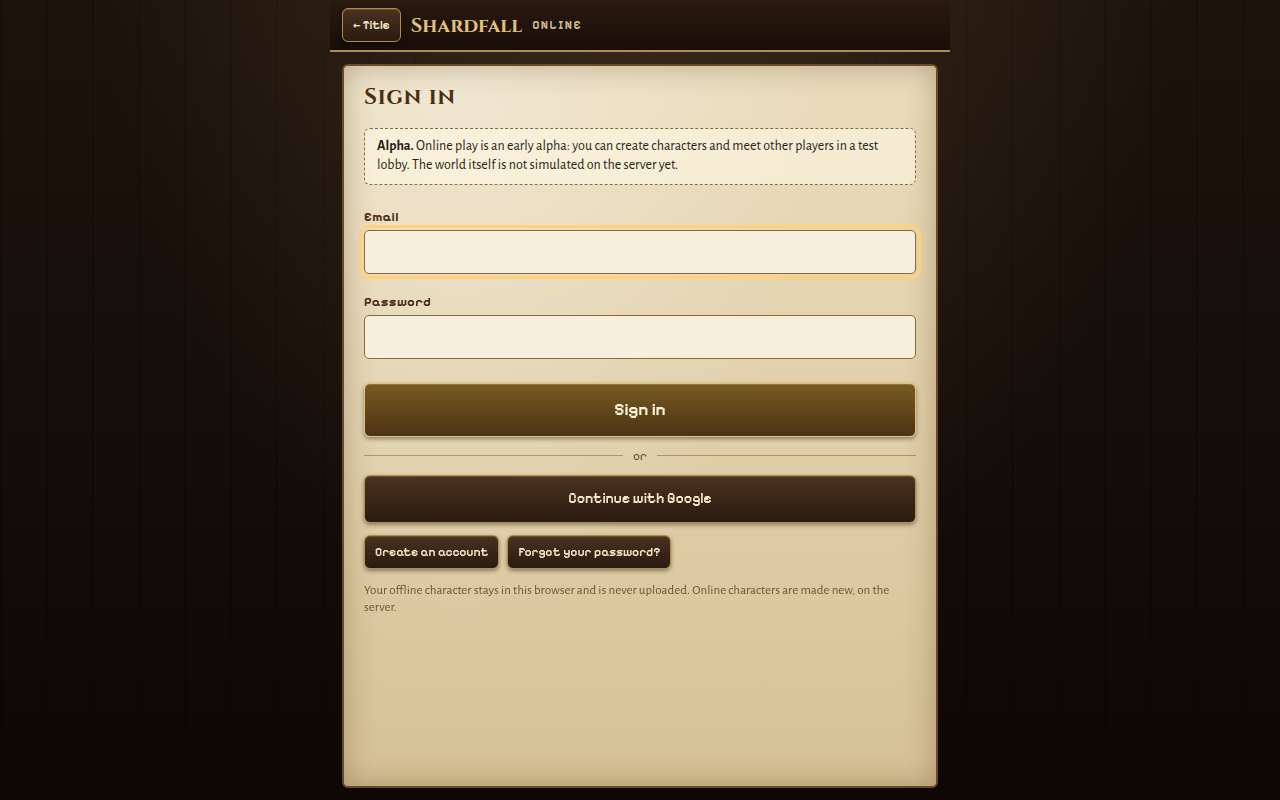 ← Title
Shardfall ONLINE
Sign in
Alpha. Online play is an early alpha: you can create characters and meet other players in a test
lobby. The world itself is not simulated on the server yet.
Email
Password
Sign in
or
Continue with Google
Create an account
Forgot your password?
Your offline character stays in this browser and is never uploaded. Online characters are made new, on the
server.